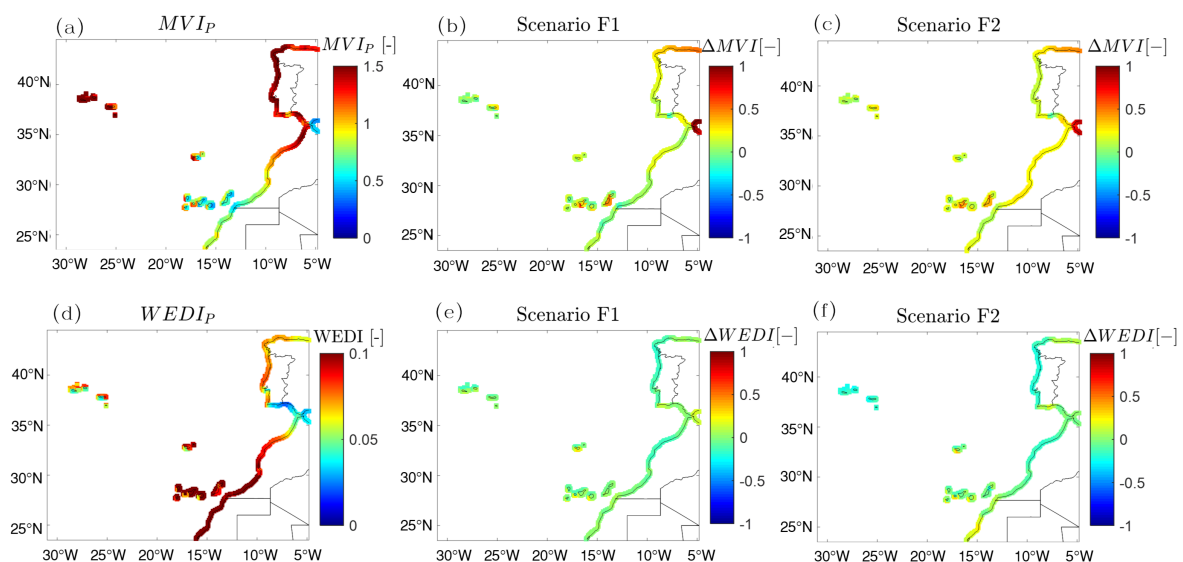 (a) MVI_P
(b) Scenario F1
(c) Scenario F2
MVI_P [-]
ΔMVI[−]
ΔMVI[−]
40°N
35°N
30°N
25°N
30°W 25°W 20°W 15°W 10°W 5°W
1.5
1
0.5
0
40°N
35°N
30°N
25°N
30°W 25°W 20°W 15°W 10°W 5°W
1
0.5
0
-0.5
-1
40°N
35°N
30°N
25°N
30°W 25°W 20°W 15°W 10°W 5°W
1
0.5
0
-0.5
-1
(d) WEDI_P
(e) Scenario F1
(f) Scenario F2
WEDI [-]
ΔWEDI[−]
ΔWEDI[−]
40°N
35°N
30°N
25°N
30°W 25°W 20°W 15°W 10°W 5°W
0.1
0.05
0
40°N
35°N
30°N
25°N
30°W 25°W 20°W 15°W 10°W 5°W
1
0.5
0
-0.5
-1
40°N
35°N
30°N
25°N
30°W 25°W 20°W 15°W 10°W 5°W
1
0.5
0
-0.5
-1